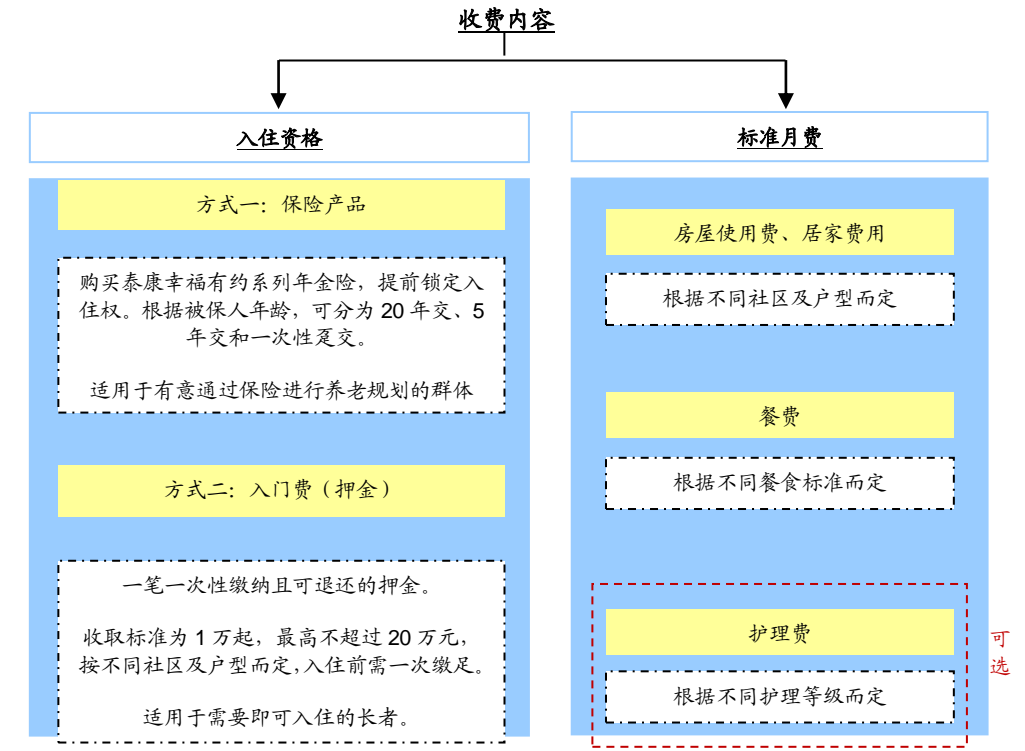 收费内容
入住资格
方式一：保险产品
购买泰康幸福有约系列年金险，提前锁定入
住权。根据被保人年龄，可分为 20 年交、5
年交和一次性趸交。
适用于有意通过保险进行养老规划的群体
方式二：入门费（押金）
一笔一次性缴纳且可退还的押金。
收取标准为 1 万起，最高不超过 20 万元，
按不同社区及户型而定，入住前需一次缴足。
适用于需要即可入住的长者。
标准月费
房屋使用费、居家费用
根据不同社区及户型而定
餐费
根据不同餐食标准而定
护理费
根据不同护理等级而定
可
选